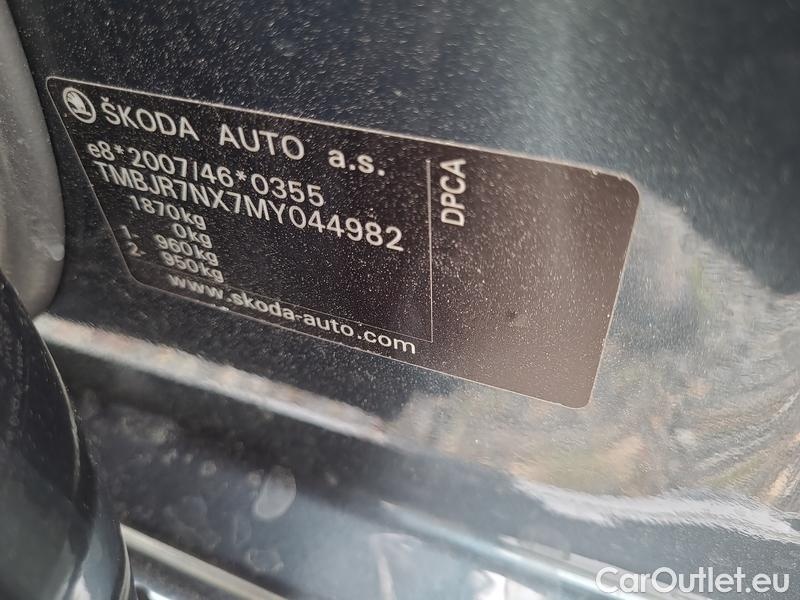 ŠKODA AUTO a.s.
e8*2007/46*0355
TMBJR7NX7MY044982
1870kg
0kg
1- 960kg
2- 950kg
www.skoda-auto.com
DPCA
CarOutlet.eu